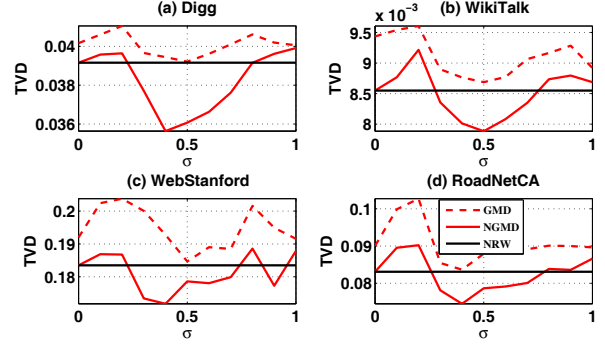 (a) Digg
TVD
0.04
0.039
0.036
0 0.5 1
σ
(b) WikiTalk
x 10⁻³
TVD
9.5
9
8.5
8
0 0.5 1
σ
(c) WebStanford
TVD
0.2
0.19
0.18
0 0.5 1
σ
(d) RoadNetCA
TVD
0.1
0.09
0.08
0 0.5 1
σ
GMD
NGMD
NRW